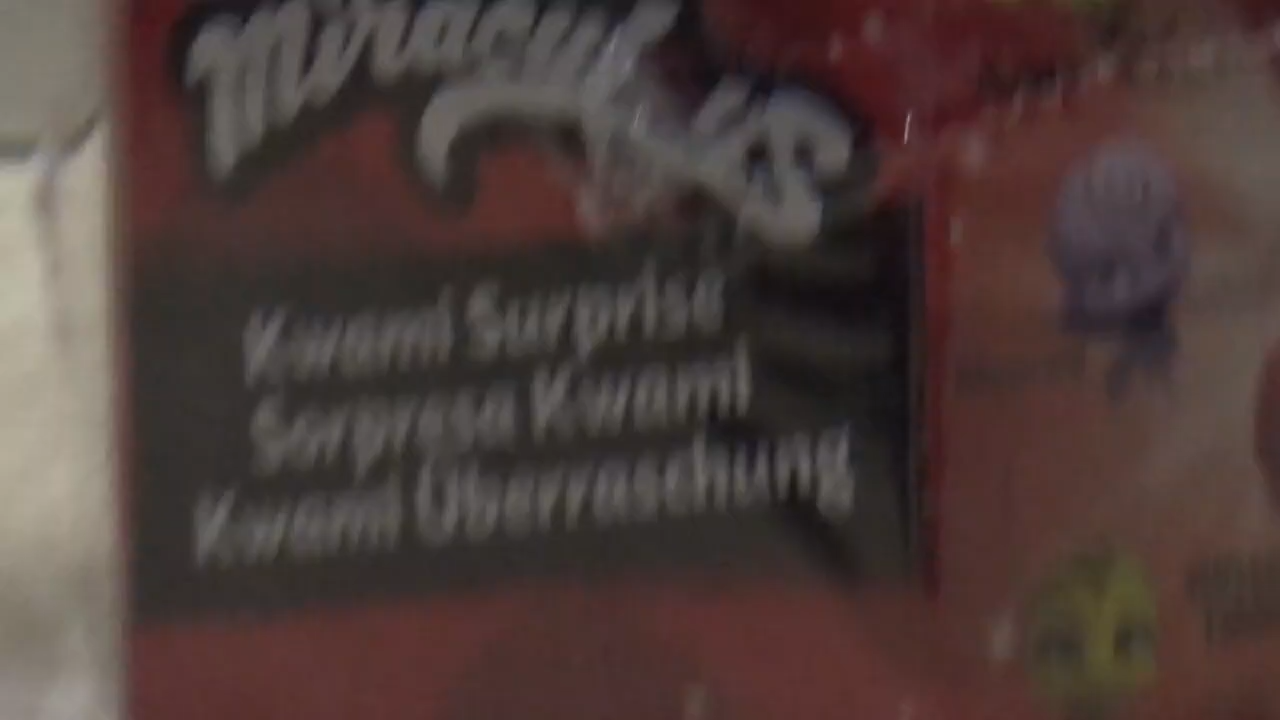 Miraculous
Kwami Surprise
Sorpresa Kwami
Kwami Überraschung